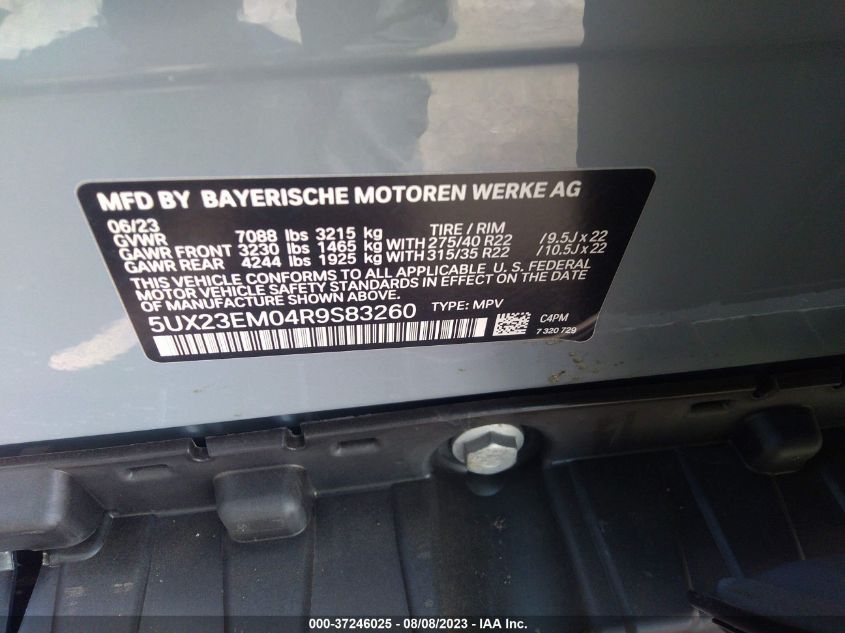 MFD BY BAYERISCHE MOTOREN WERKE AG
06/23 TIRE / RIM
GVWR 7088 lbs 3215 kg
GAWR FRONT 3230 lbs 1465 kg WITH 275/40 R22 / 9.5J x 22
GAWR REAR 4244 lbs 1925 kg WITH 315/35 R22 / 10.5J x 22
THIS VEHICLE CONFORMS TO ALL APPLICABLE U. S. FEDERAL
MOTOR VEHICLE SAFETY STANDARDS IN EFFECT ON THE DATE
OF MANUFACTURE SHOWN ABOVE.
5UX23EM04R9S83260 TYPE: MPV
C4PM
7 320 729
000-37246025 - 08/08/2023 - IAA Inc.